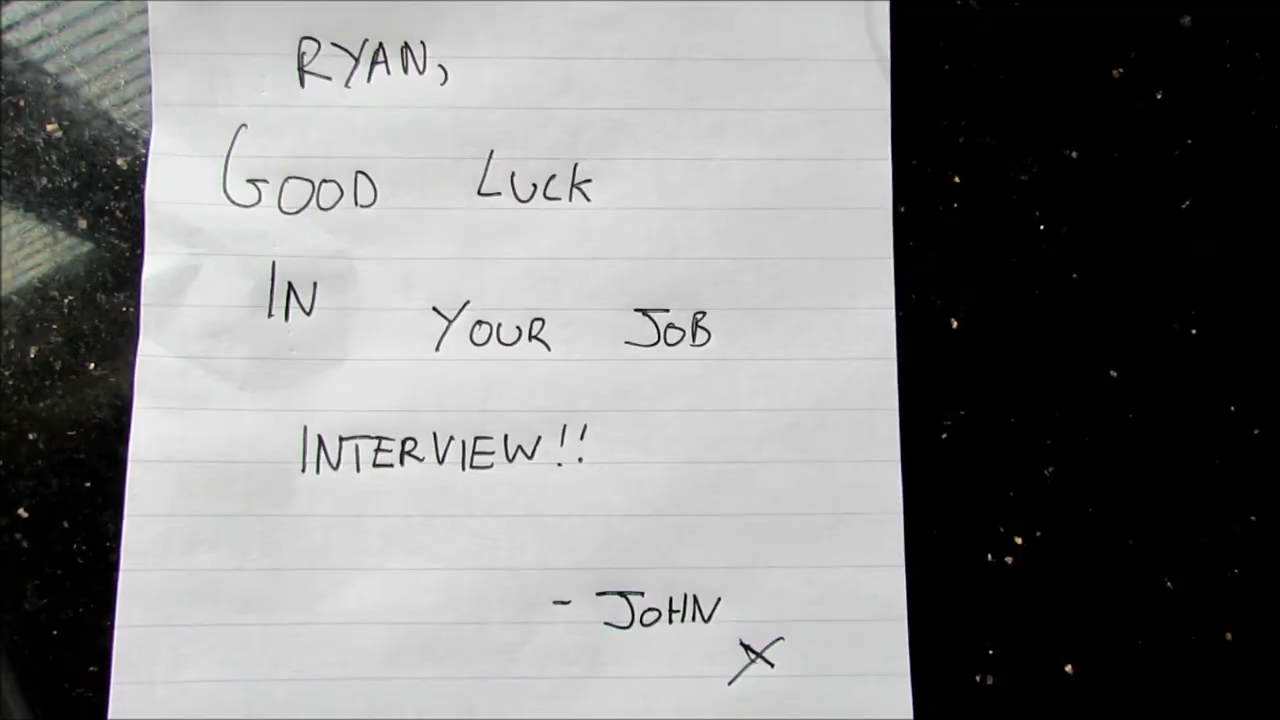 RYAN,
GOOD LUCK
IN YOUR JOB
INTERVIEW!!
- JOHN
X